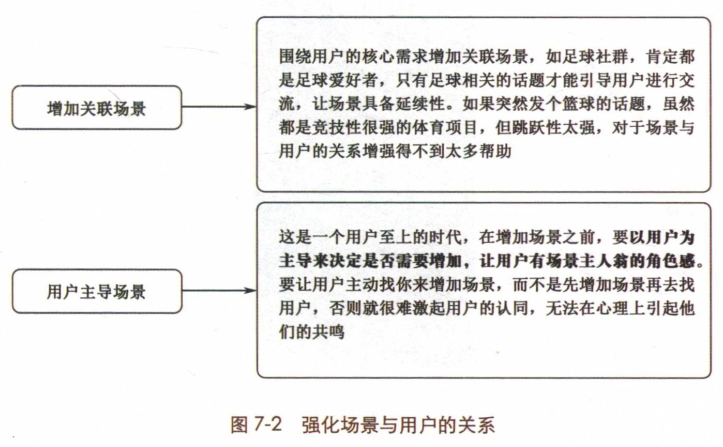 增加关联场景
围绕用户的核心需求增加关联场景，如足球社群，肯定都
是足球爱好者，只有足球相关的话题才能引导用户进行交
流，让场景具备延续性。如果突然发个篮球的话题，虽然
都是竞技性很强的体育项目，但跳跃性太强，对于场景与
用户的关系增强得不到太多帮助
用户主导场景
这是一个用户至上的时代，在增加场景之前，要以用户为
主导来决定是否需要增加，让用户有场景主人翁的角色感。
要让用户主动找你来增加场景，而不是先增加场景再去找
用户，否则就很难激起用户的认同，无法在心理上引起他
们的共鸣
图 7-2 强化场景与用户的关系